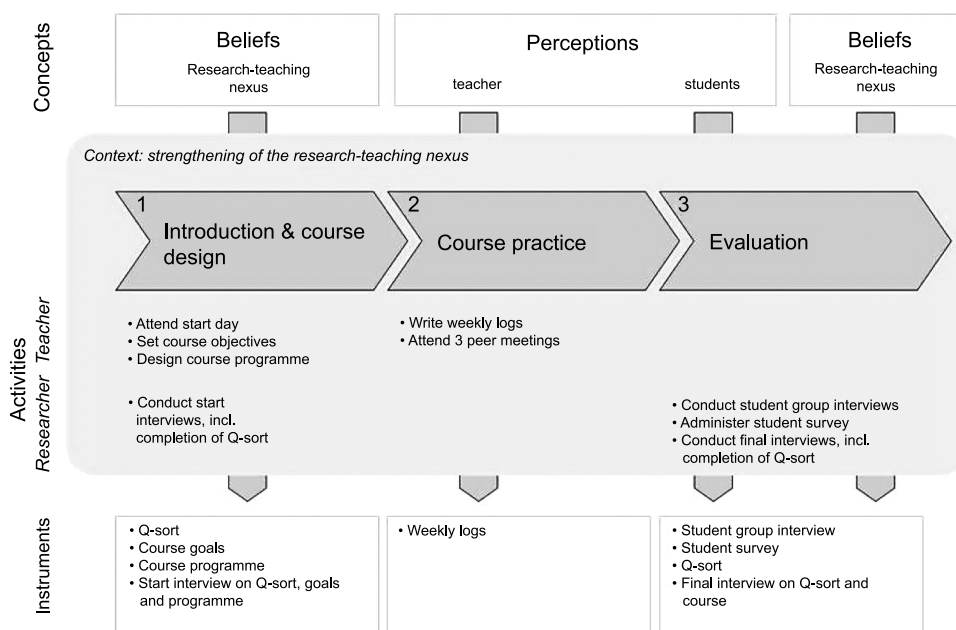 Concepts
Beliefs
Research-teaching
nexus
Perceptions
teacher
students
Beliefs
Research-teaching
nexus
Context: strengthening of the research-teaching nexus
1
Introduction & course
design
2
Course practice
3
Evaluation
Activities
Teacher
• Attend start day
• Set course objectives
• Design course programme
• Write weekly logs
• Attend 3 peer meetings
Researcher
• Conduct start
interviews, incl.
completion of Q-sort
• Conduct student group interviews
• Administer student survey
• Conduct final interviews, incl.
completion of Q-sort
Instruments
• Q-sort
• Course goals
• Course programme
• Start interview on Q-sort, goals
and programme
• Weekly logs
• Student group interview
• Student survey
• Q-sort
• Final interview on Q-sort and
course